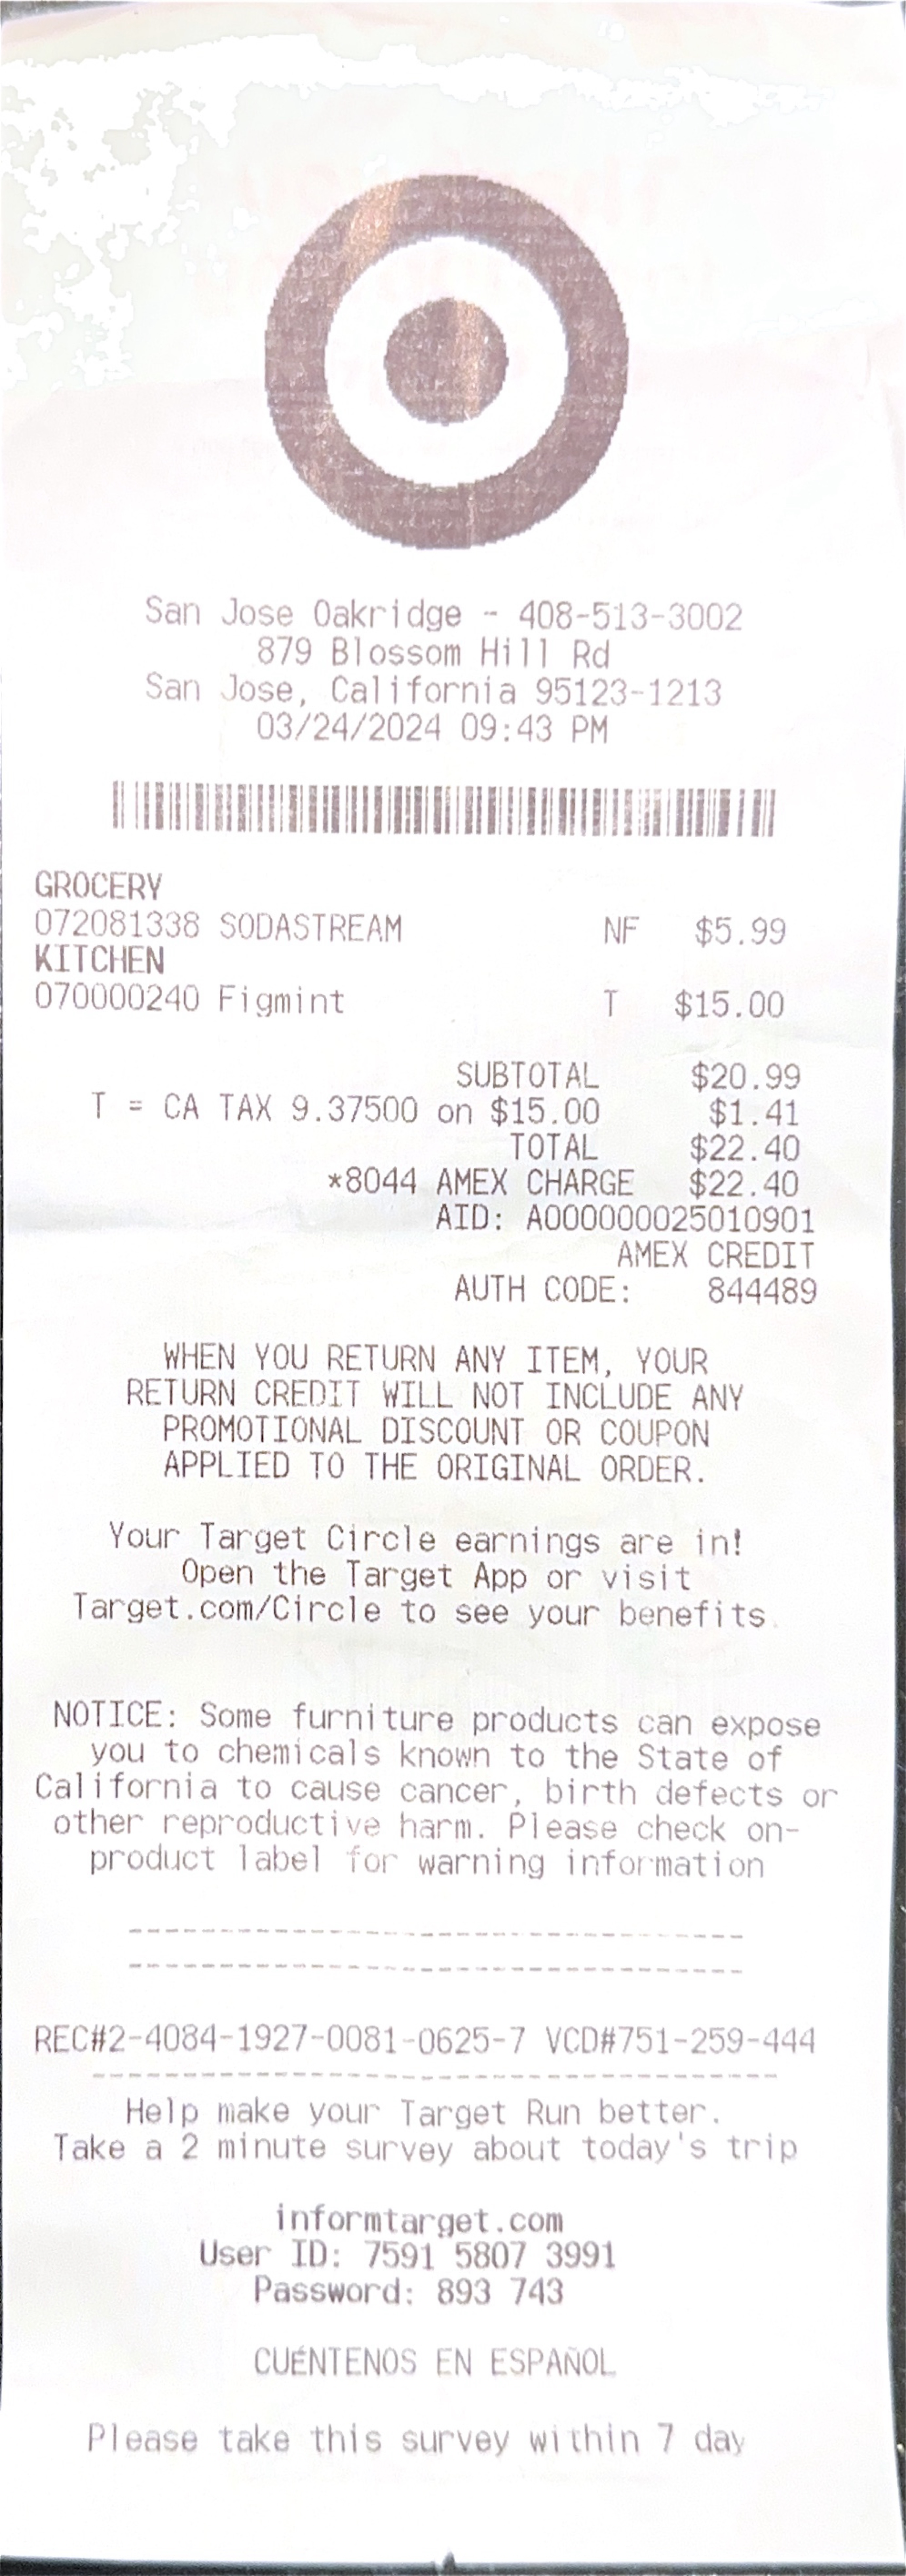 San Jose Oakridge - 408-513-3002
879 Blossom Hill Rd
San Jose, California 95123-1213
03/24/2024 09:43 PM
GROCERY
072081338 SODASTREAM NF $5.99
KITCHEN
070000240 Figmint T $15.00
SUBTOTAL $20.99
T = CA TAX 9.37500 on $15.00 $1.41
TOTAL $22.40
*8044 AMEX CHARGE $22.40
AID: A000000025010901
AMEX CREDIT
AUTH CODE: 844489
WHEN YOU RETURN ANY ITEM, YOUR
RETURN CREDIT WILL NOT INCLUDE ANY
PROMOTIONAL DISCOUNT OR COUPON
APPLIED TO THE ORIGINAL ORDER.
Your Target Circle earnings are in!
Open the Target App or visit
Target.com/Circle to see your benefits.
NOTICE: Some furniture products can expose
you to chemicals known to the State of
California to cause cancer, birth defects or
other reproductive harm. Please check on-
product label for warning information
REC#2-4084-1927-0081-0625-7 VCD#751-259-444
Help make your Target Run better.
Take a 2 minute survey about today's trip
informtarget.com
User ID: 7591 5807 3991
Password: 893 743
CUÉNTENOS EN ESPAÑOL
Please take this survey within 7 day